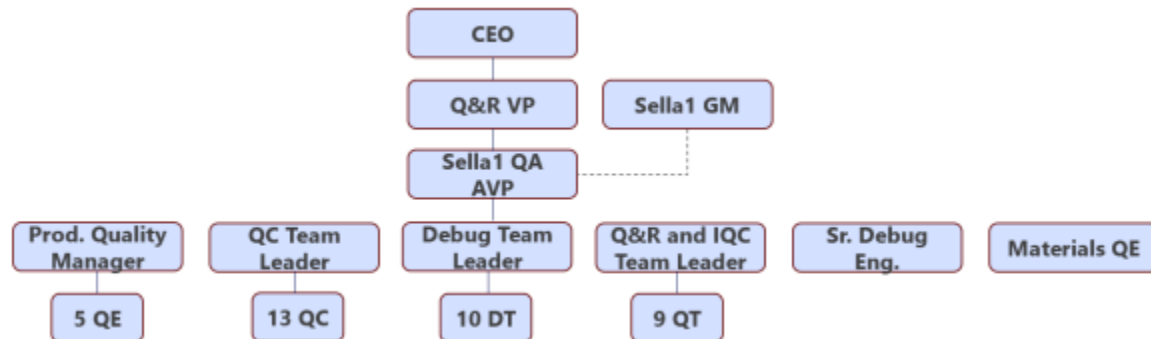 CEO
Q&R VP
Sella1 GM
Sella1 QA
AVP
Prod. Quality
Manager
QC Team
Leader
Debug Team
Leader
Q&R and IQC
Team Leader
Sr. Debug
Eng.
Materials QE
5 QE
13 QC
10 DT
9 QT